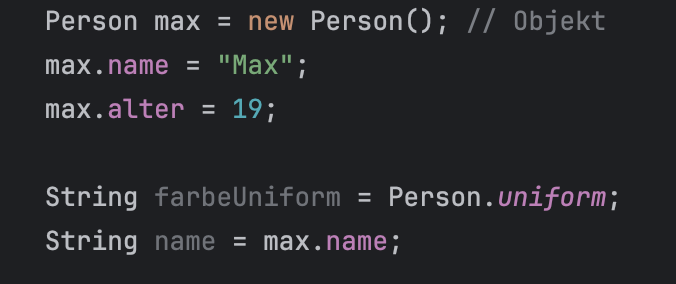 Person max = new Person(); // Objekt
max.name = "Max";
max.alter = 19;
String farbeUniform = Person.uniform;
String name = max.name;